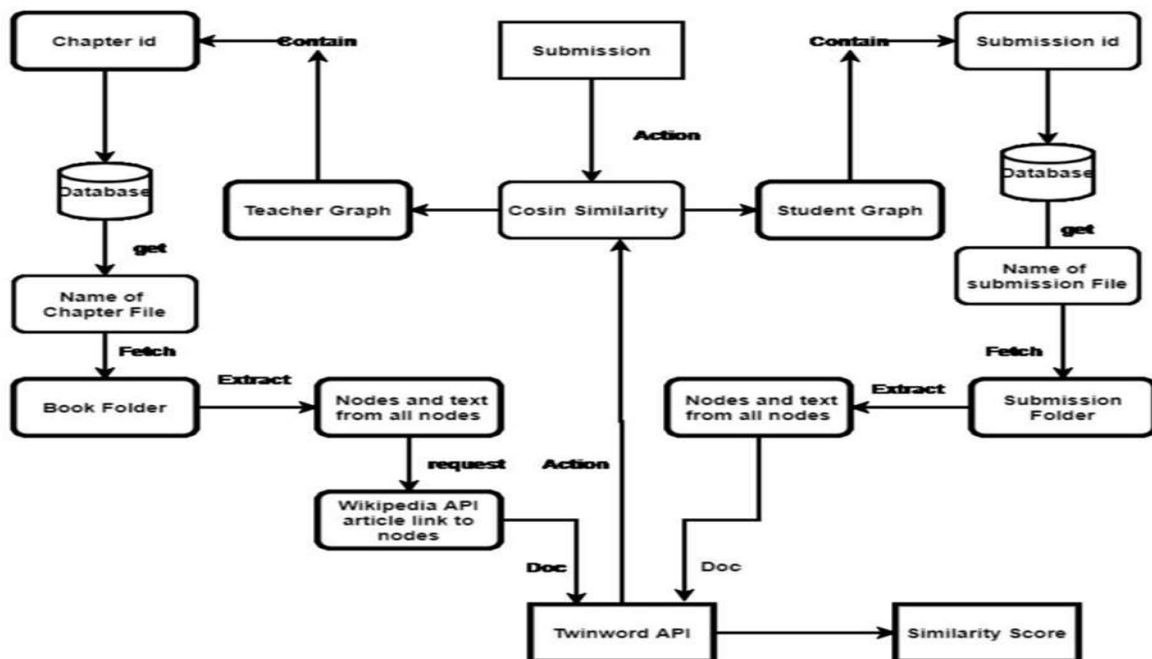 Chapter id
Contain
Submission
Contain
Submission id
Action
Database
Database
Teacher Graph
Cosin Similarity
Student Graph
get
get
Name of
Chapter File
Name of
submission File
Fetch
Fetch
Book Folder
Extract
Nodes and text
from all nodes
Nodes and text
from all nodes
Extract
Submission
Folder
request
Action
Wikipedia API
article link to
nodes
Doc
Doc
Twinword API
Similarity Score